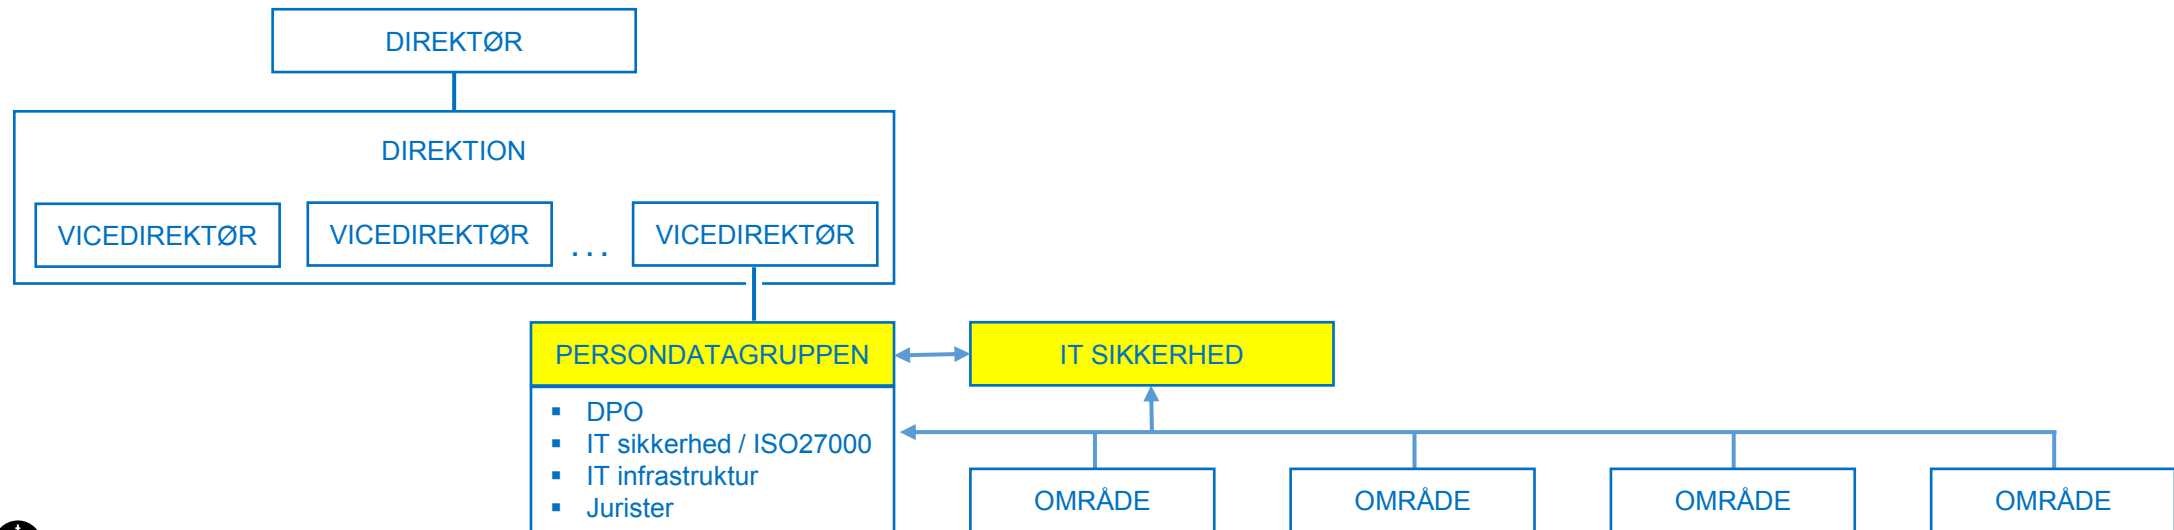 DIREKTØR
DIREKTION
VICEDIREKTØR
VICEDIREKTØR
...
VICEDIREKTØR
PERSONDATAGRUPPEN
IT SIKKERHED
▪ DPO
▪ IT sikkerhed / ISO27000
▪ IT infrastruktur
▪ Jurister
OMRÅDE
OMRÅDE
OMRÅDE
OMRÅDE